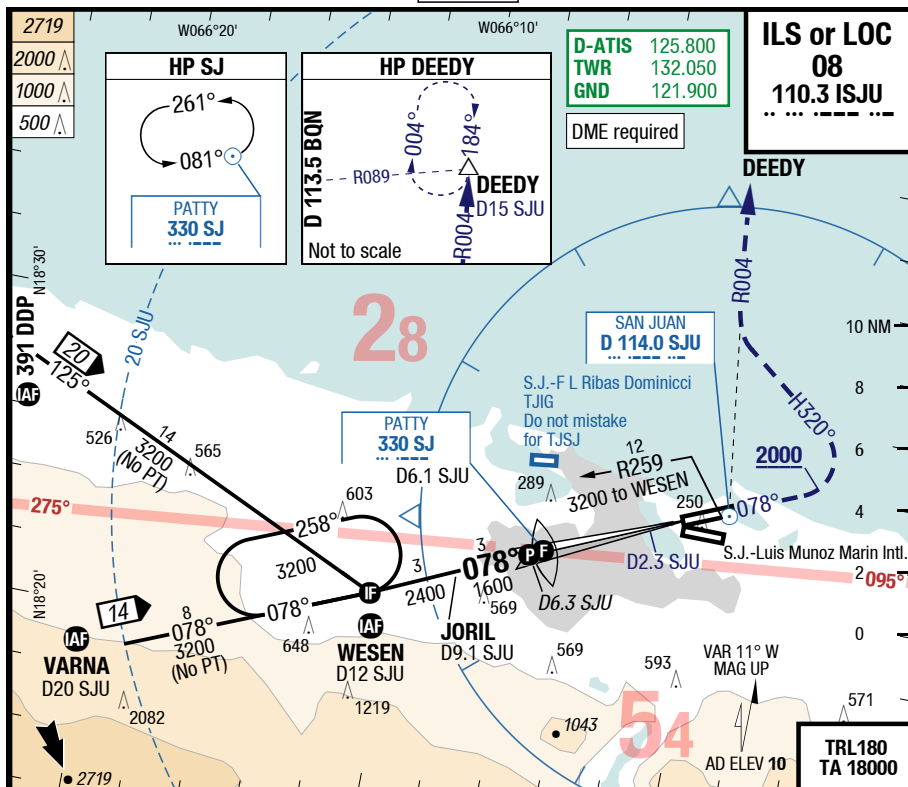 2719
2000
1000
500
W066°20'
W066°10'
HP SJ
261°
081°
PATTY
330 SJ
HP DEEDY
D 113.5 BQN
R089
004°
184°
DEEDY
D15 SJU
R004
Not to scale
D-ATIS 125.800
TWR 132.050
GND 121.900
DME required
ILS or LOC
08
110.3 ISJU
DEEDY
R004
N18°30'
391 DDP
IAF
20
125°
20 SJU
28
SAN JUAN
D 114.0 SJU
10 NM
8
6
4
2
0
H320°
2000
S.J.-F L Ribas Dominicci
TJIG
Do not mistake
for TJSJ
PATTY
330 SJ
D6.1 SJU
526
14
3200
(No PT)
565
603
289
12
R259
3200 to WESEN
250
078°
275°
258°
3200
S.J.-Luis Munoz Marin Intl.
095°
3
078°
1600
P
F
D2.3 SJU
D6.3 SJU
3
2400
569
N18°20'
14
8
078°
3200
(No PT)
078°
IF
IAF
VARNA
D20 SJU
648
IAF
WESEN
D12 SJU
JORIL
D9.1 SJU
569
593
VAR 11° W
MAG UP
571
2082
1219
1043
54
2719
AD ELEV 10
TRL180
TA 18000